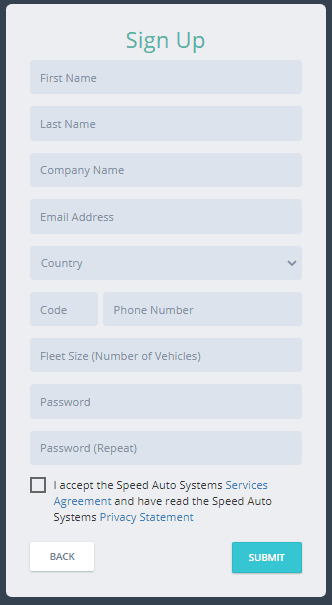 Sign Up
First Name
Last Name
Company Name
Email Address
Country
Code Phone Number
Fleet Size (Number of Vehicles)
Password
Password (Repeat)
I accept the Speed Auto Systems Services
Agreement and have read the Speed Auto
Systems Privacy Statement
BACK SUBMIT